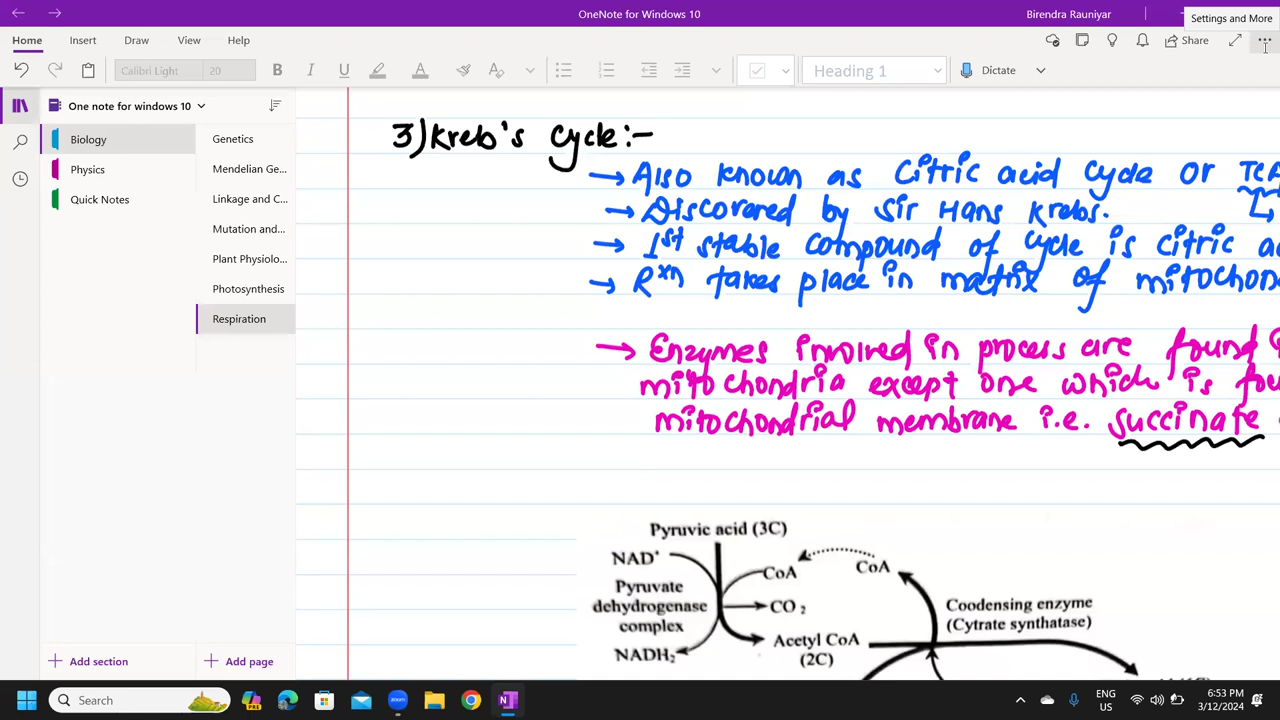 OneNote for Windows 10
Birendra Rauniyar
Settings and More
Home Insert Draw View Help
Share
Calibri Light 20 B I U A Heading 1 Dictate
One note for windows 10
Biology
Physics
Quick Notes
Genetics
Mendelian Ge...
Linkage and C...
Mutation and...
Plant Physiolo...
Photosynthesis
Respiration
3) Kreb's Cycle:-
→ Also known as Citric acid Cycle or TCA
→ Discovered by Sir Hans Krebs.
→ 1st stable compound of cycle is citric ac
→ Rxn takes place in matrix of mitochond
→ Enzymes involved in process are found i
mitochondria except one which is fou
mitochondrial membrane i.e. succinate
Pyruvic acid (3C)
NAD+
CoA
CoA
Pyruvate
dehydrogenase
complex
CO2
Coodensing enzyme
(Cytrate synthatase)
Acetyl CoA
(2C)
NADH2
+ Add section
+ Add page
Search
PRE
ENG
US
6:53 PM
3/12/2024